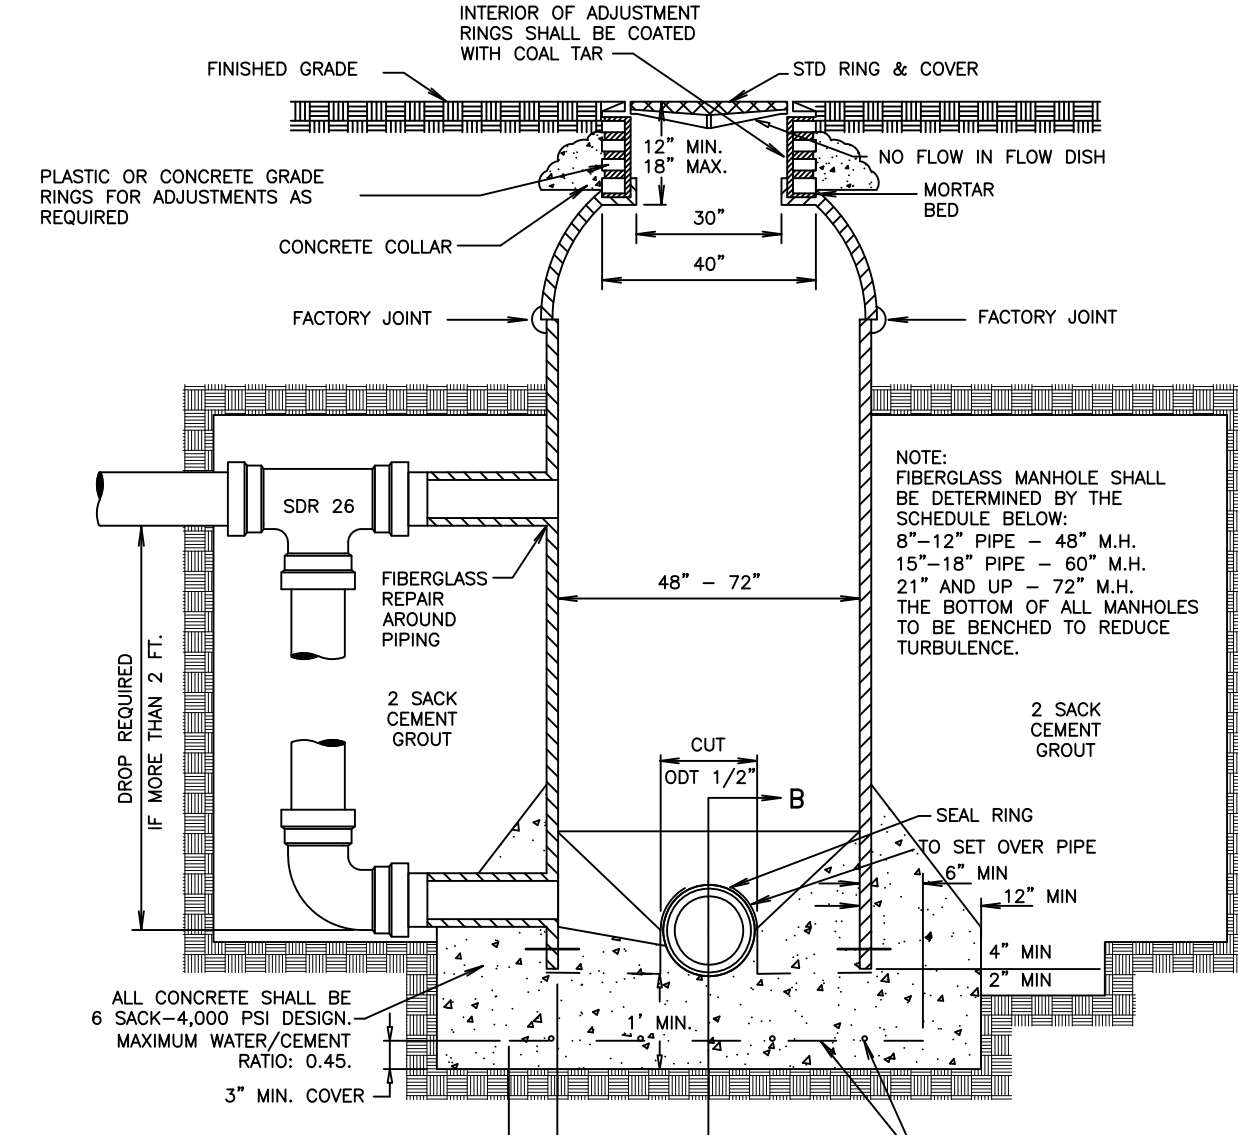 INTERIOR OF ADJUSTMENT
RINGS SHALL BE COATED
WITH COAL TAR
FINISHED GRADE
STD RING & COVER
12" MIN.
18" MAX.
NO FLOW IN FLOW DISH
PLASTIC OR CONCRETE GRADE
RINGS FOR ADJUSTMENTS AS
REQUIRED
MORTAR
BED
30"
CONCRETE COLLAR
40"
FACTORY JOINT
FACTORY JOINT
NOTE:
FIBERGLASS MANHOLE SHALL
BE DETERMINED BY THE
SCHEDULE BELOW:
8"-12" PIPE - 48" M.H.
15"-18" PIPE - 60" M.H.
21" AND UP - 72" M.H.
THE BOTTOM OF ALL MANHOLES
TO BE BENCHED TO REDUCE
TURBULENCE.
SDR 26
FIBERGLASS
REPAIR
AROUND
PIPING
48" - 72"
DROP REQUIRED
IF MORE THAN 2 FT.
2 SACK
CEMENT
GROUT
2 SACK
CEMENT
GROUT
CUT
ODT 1/2"
B
SEAL RING
TO SET OVER PIPE
6" MIN
12" MIN
4" MIN
2" MIN
ALL CONCRETE SHALL BE
6 SACK-4,000 PSI DESIGN.
MAXIMUM WATER/CEMENT
RATIO: 0.45.
1' MIN.
3" MIN. COVER